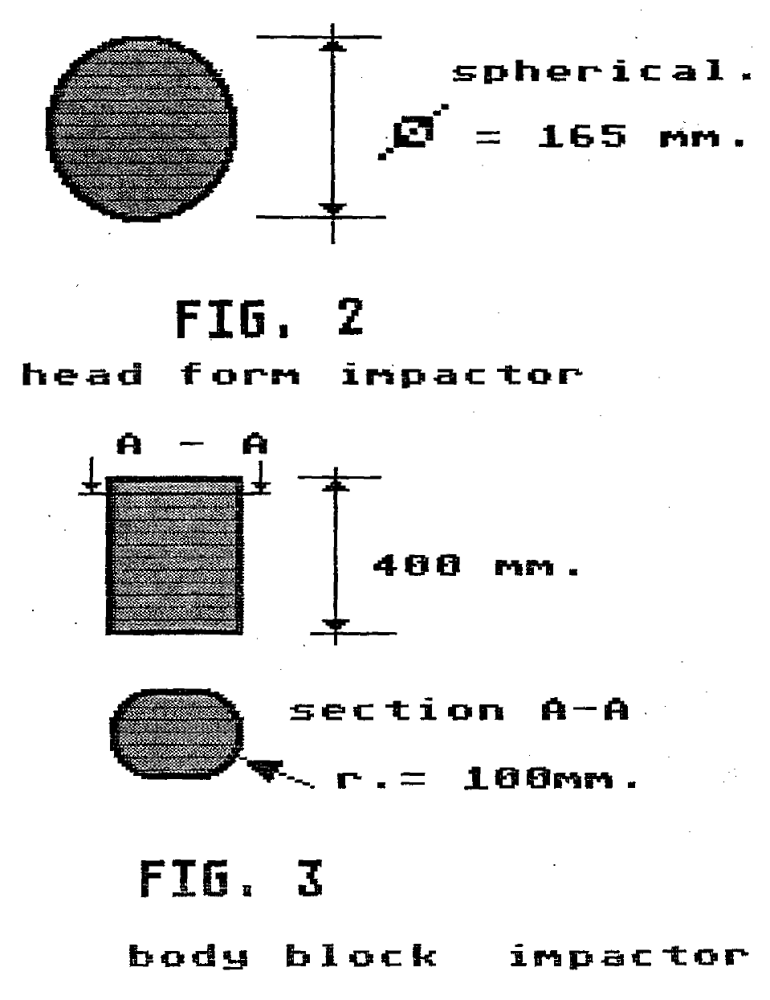 spherical.
Ø = 165 mm.
FIG. 2
head form impactor
A - A
400 mm.
section A-A
r.= 100mm.
FIG. 3
body block impactor